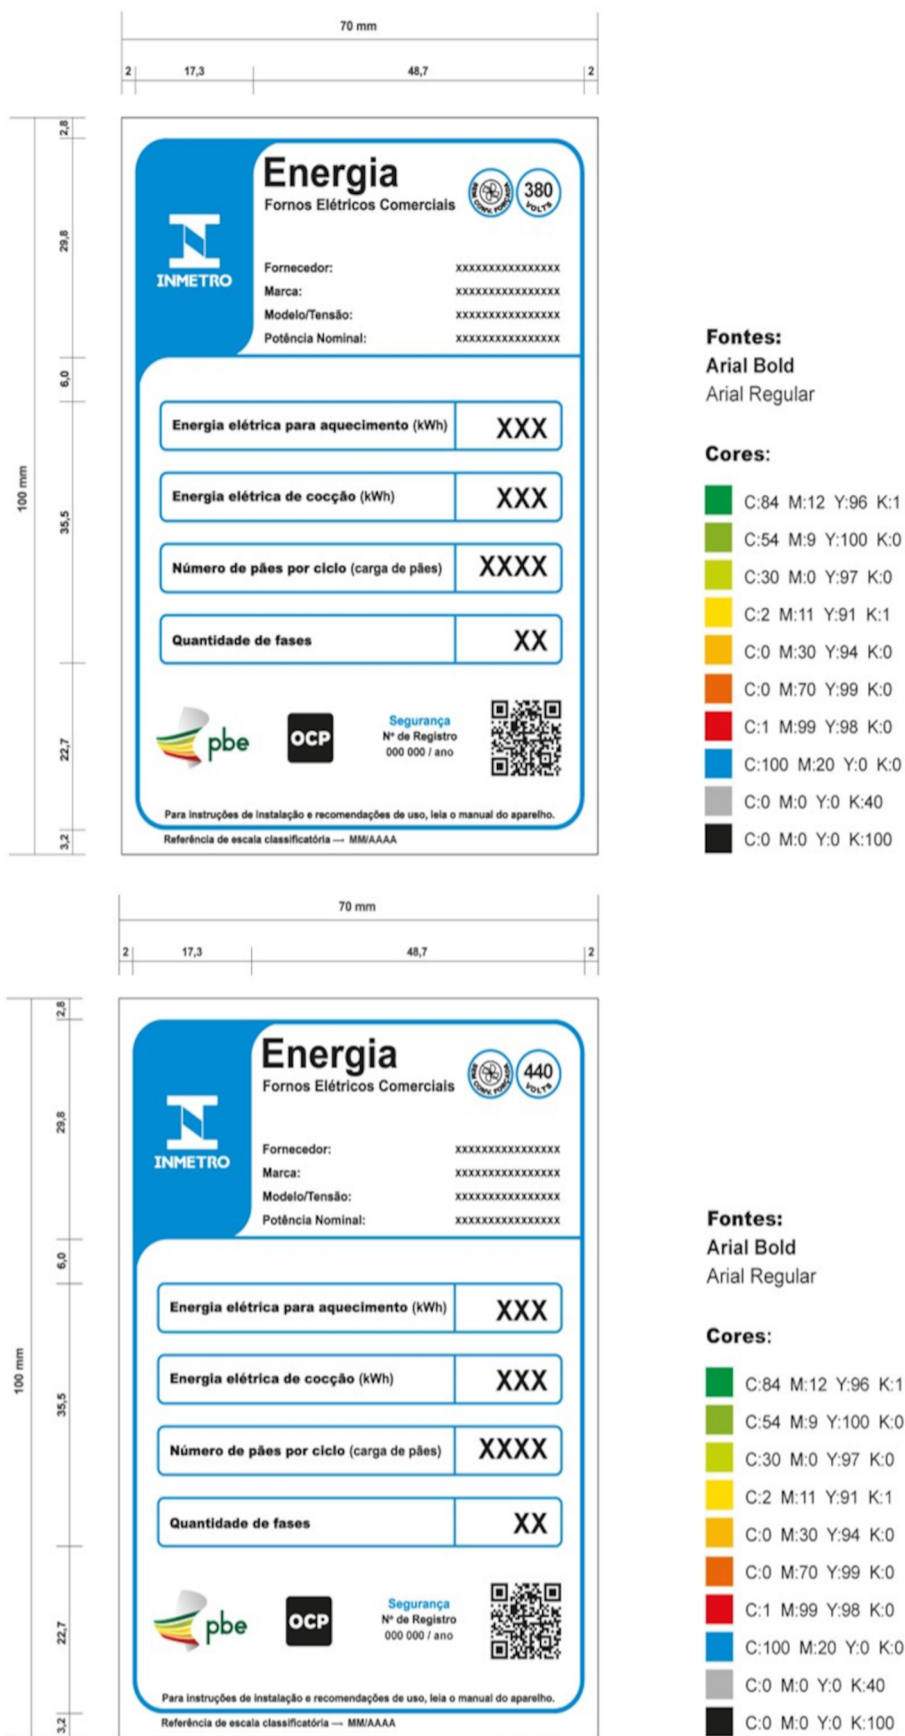 70 mm
2 17,3 48,7 2
2,8
29,8
6,0
35,5
22,7
3,2
100 mm
Energia
Fornos Elétricos Comerciais
SEM CONV. FORÇADA
380
VOLTS
INMETRO
Fornecedor: XXXXXXXXXXXXXXXX
Marca: XXXXXXXXXXXXXXXX
Modelo/Tensão: XXXXXXXXXXXXXXXX
Potência Nominal: XXXXXXXXXXXXXXXX
Energia elétrica para aquecimento (kWh) XXX
Energia elétrica de cocção (kWh) XXX
Número de pães por ciclo (carga de pães) XXXX
Quantidade de fases XX
pbe
OCP
Segurança
Nº de Registro
000 000 / ano
Para instruções de instalação e recomendações de uso, leia o manual do aparelho.
Referência de escala classificatória — MM/AAAA
Fontes:
Arial Bold
Arial Regular
Cores:
C:84 M:12 Y:96 K:1
C:54 M:9 Y:100 K:0
C:30 M:0 Y:97 K:0
C:2 M:11 Y:91 K:1
C:0 M:30 Y:94 K:0
C:0 M:70 Y:99 K:0
C:1 M:99 Y:98 K:0
C:100 M:20 Y:0 K:0
C:0 M:0 Y:0 K:40
C:0 M:0 Y:0 K:100
70 mm
2 17,3 48,7 2
2,8
29,8
6,0
35,5
22,7
3,2
100 mm
Energia
Fornos Elétricos Comerciais
SEM CONV. FORÇADA
440
VOLTS
INMETRO
Fornecedor: XXXXXXXXXXXXXXXX
Marca: XXXXXXXXXXXXXXXX
Modelo/Tensão: XXXXXXXXXXXXXXXX
Potência Nominal: XXXXXXXXXXXXXXXX
Energia elétrica para aquecimento (kWh) XXX
Energia elétrica de cocção (kWh) XXX
Número de pães por ciclo (carga de pães) XXXX
Quantidade de fases XX
pbe
OCP
Segurança
Nº de Registro
000 000 / ano
Para instruções de instalação e recomendações de uso, leia o manual do aparelho.
Referência de escala classificatória — MM/AAAA
Fontes:
Arial Bold
Arial Regular
Cores:
C:84 M:12 Y:96 K:1
C:54 M:9 Y:100 K:0
C:30 M:0 Y:97 K:0
C:2 M:11 Y:91 K:1
C:0 M:30 Y:94 K:0
C:0 M:70 Y:99 K:0
C:1 M:99 Y:98 K:0
C:100 M:20 Y:0 K:0
C:0 M:0 Y:0 K:40
C:0 M:0 Y:0 K:100